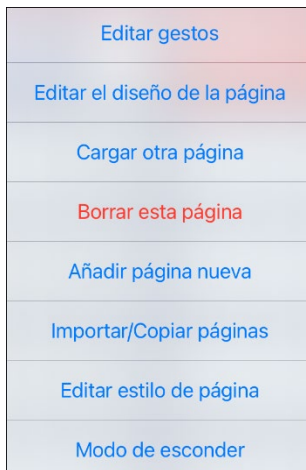 Editar gestos
Editar el diseño de la página
Cargar otra página
Borrar esta página
Añadir página nueva
Importar/Copiar páginas
Editar estilo de página
Modo de esconder